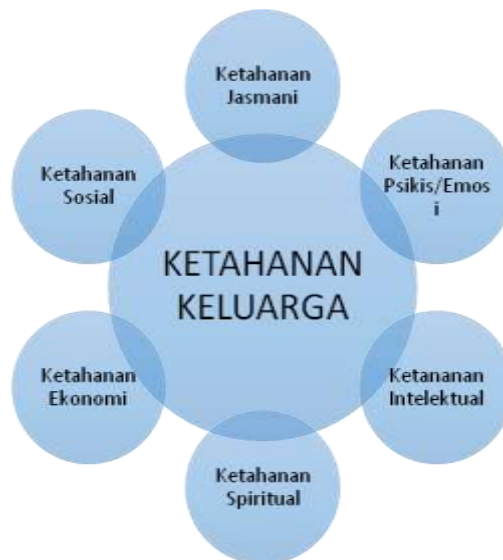 Ketahanan
Jasmani
Ketahanan
Psikis/Emos
i
Ketananan
Intelektual
Ketahanan
Spiritual
Ketahanan
Ekonomi
Ketahanan
Sosial
KETAHANAN
KELUARGA